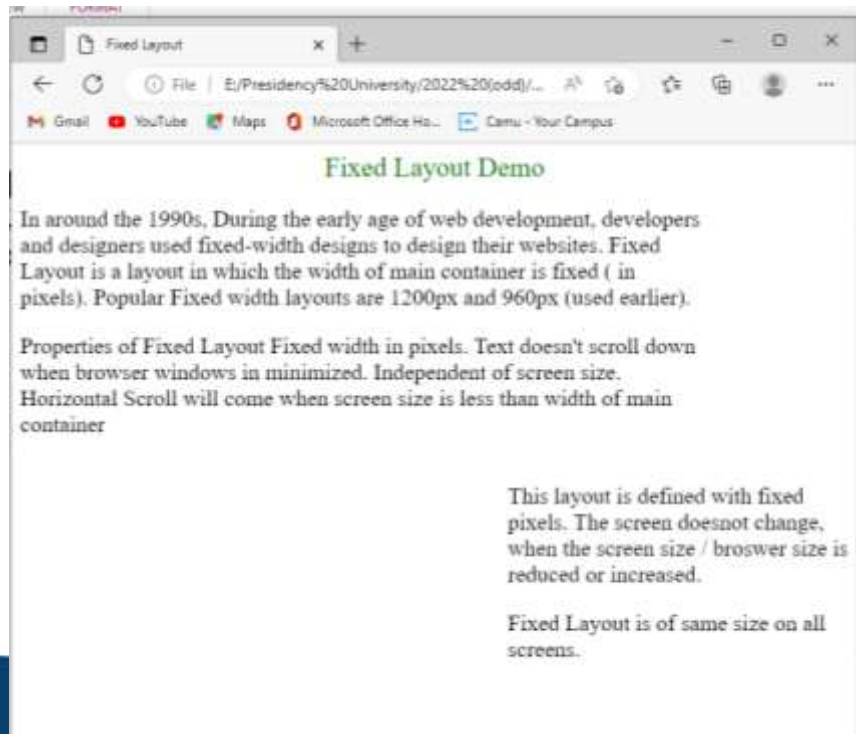 FORMAT
Fixed Layout
File E:/Presidency%20University/2022%20(odd)/...
Gmail YouTube Maps Microsoft Office Ho... Camu - Your Campus
Fixed Layout Demo
In around the 1990s, During the early age of web development, developers
and designers used fixed-width designs to design their websites. Fixed
Layout is a layout in which the width of main container is fixed ( in
pixels). Popular Fixed width layouts are 1200px and 960px (used earlier).
Properties of Fixed Layout Fixed width in pixels. Text doesn't scroll down
when browser windows in minimized. Independent of screen size.
Horizontal Scroll will come when screen size is less than width of main
container
This layout is defined with fixed
pixels. The screen doesnot change,
when the screen size / broswer size is
reduced or increased.
Fixed Layout is of same size on all
screens.